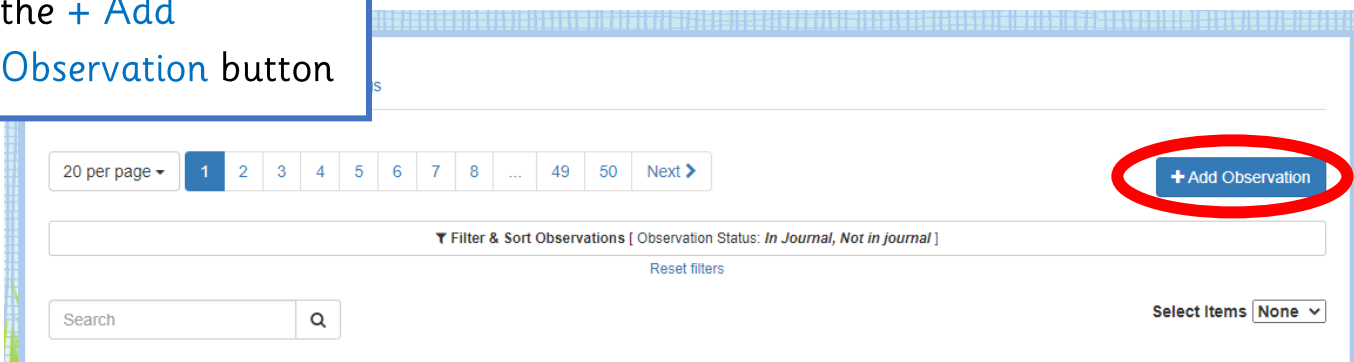 the + Add
Observation button
s
20 per page 1 2 3 4 5 6 7 8 ... 49 50 Next
+ Add Observation
Filter & Sort Observations [ Observation Status: In Journal, Not in journal ]
Reset filters
Search
Select Items None